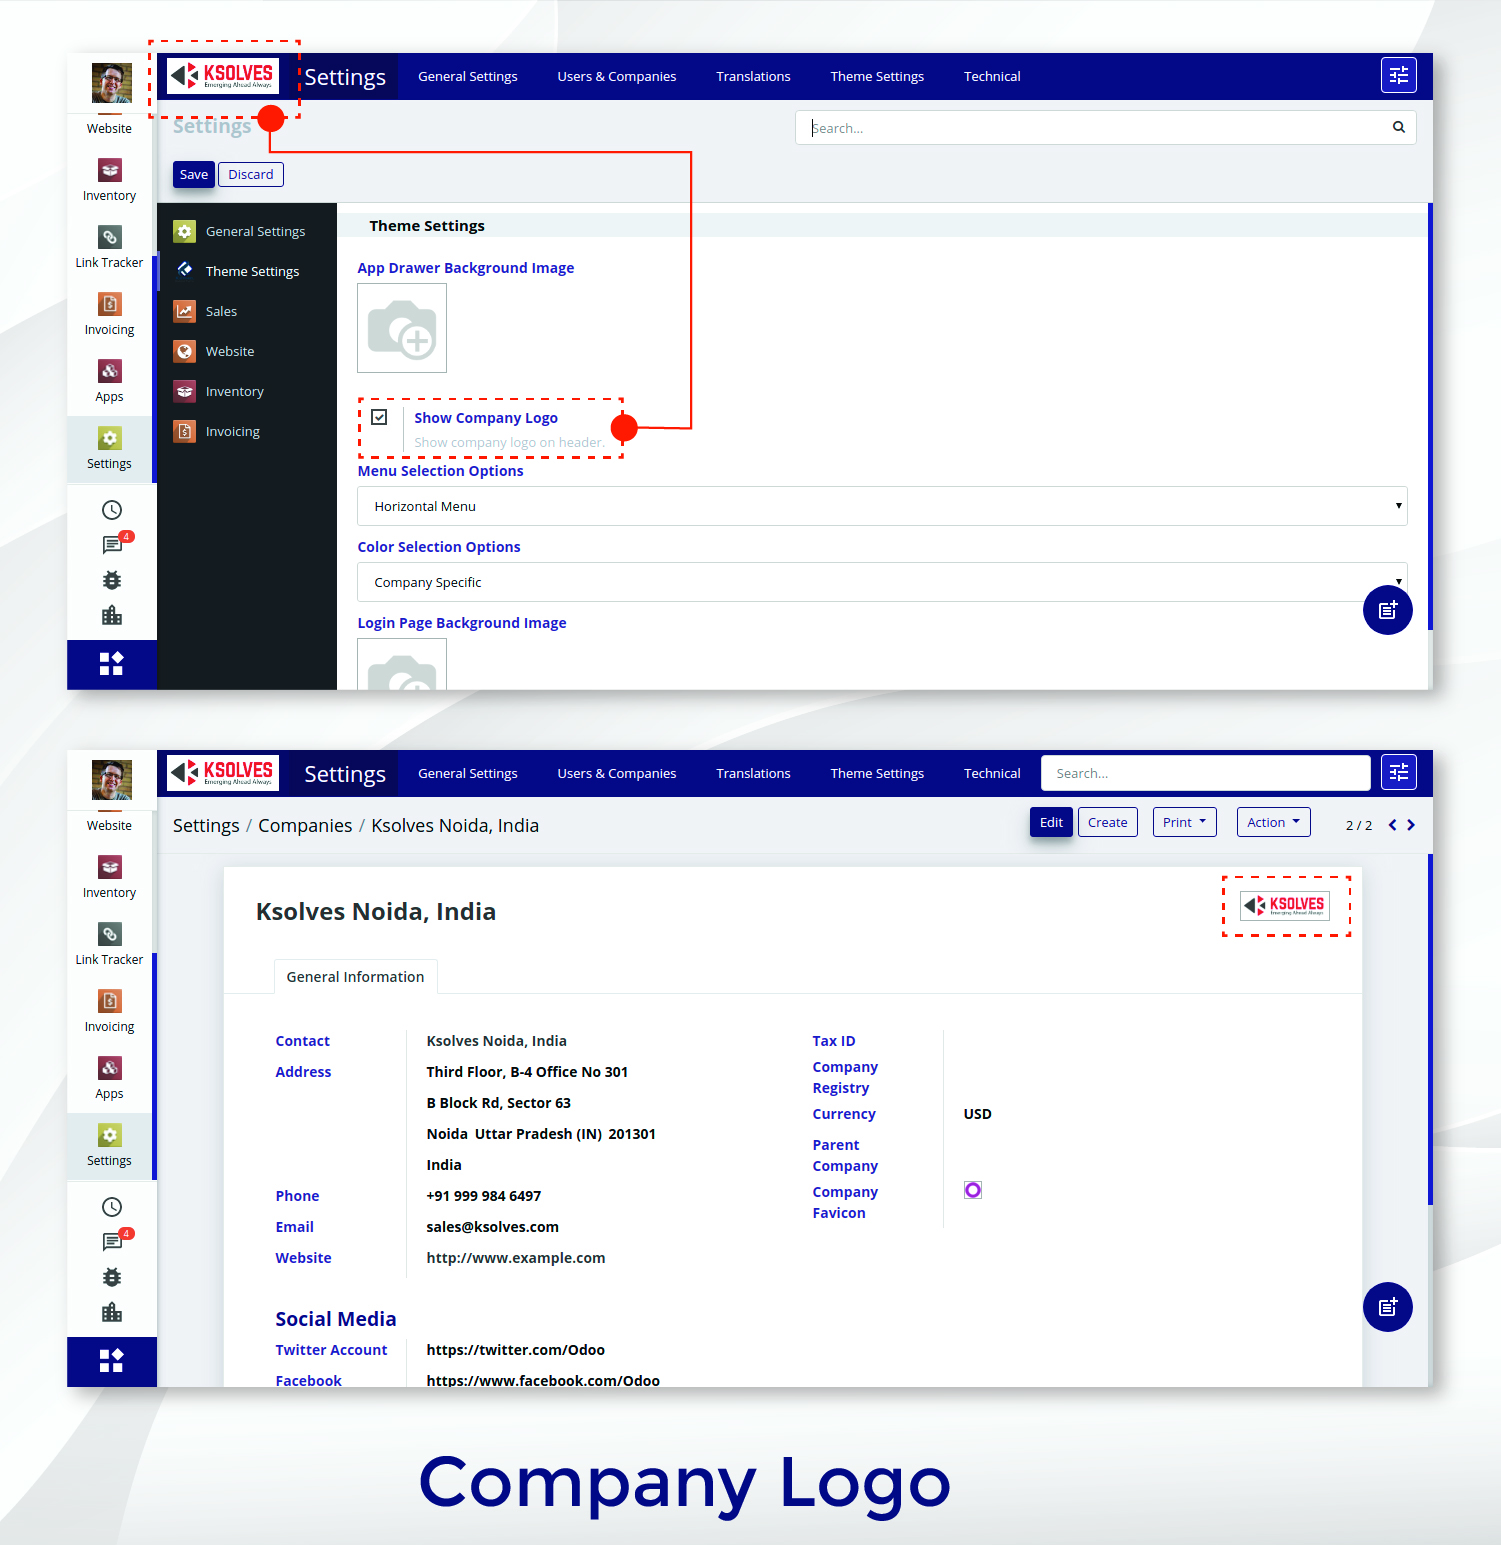 KSOLVES
Emerging Ahead Always
Settings
General Settings
Users & Companies
Translations
Theme Settings
Technical
Website
Inventory
Link Tracker
Invoicing
Apps
Settings
4
Settings
Search...
Save
Discard
General Settings
Theme Settings
Sales
Website
Inventory
Invoicing
Theme Settings
App Drawer Background Image
Show Company Logo
Show company logo on header.
Menu Selection Options
Horizontal Menu
Color Selection Options
Company Specific
Login Page Background Image
KSOLVES
Emerging Ahead Always
Settings
General Settings
Users & Companies
Translations
Theme Settings
Technical
Search...
Website
Inventory
Link Tracker
Invoicing
Apps
Settings
4
Settings / Companies / Ksolves Noida, India
Edit
Create
Print
Action
2 / 2
Ksolves Noida, India
KSOLVES
Emerging Ahead Always
General Information
Contact
Ksolves Noida, India
Address
Third Floor, B-4 Office No 301
B Block Rd, Sector 63
Noida Uttar Pradesh (IN) 201301
India
Phone
+91 999 984 6497
Email
sales@ksolves.com
Website
http://www.example.com
Tax ID
Company
Registry
Currency
USD
Parent
Company
Company
Favicon
Social Media
Twitter Account
https://twitter.com/Odoo
Facebook
https://www.facebook.com/Odoo
Company Logo